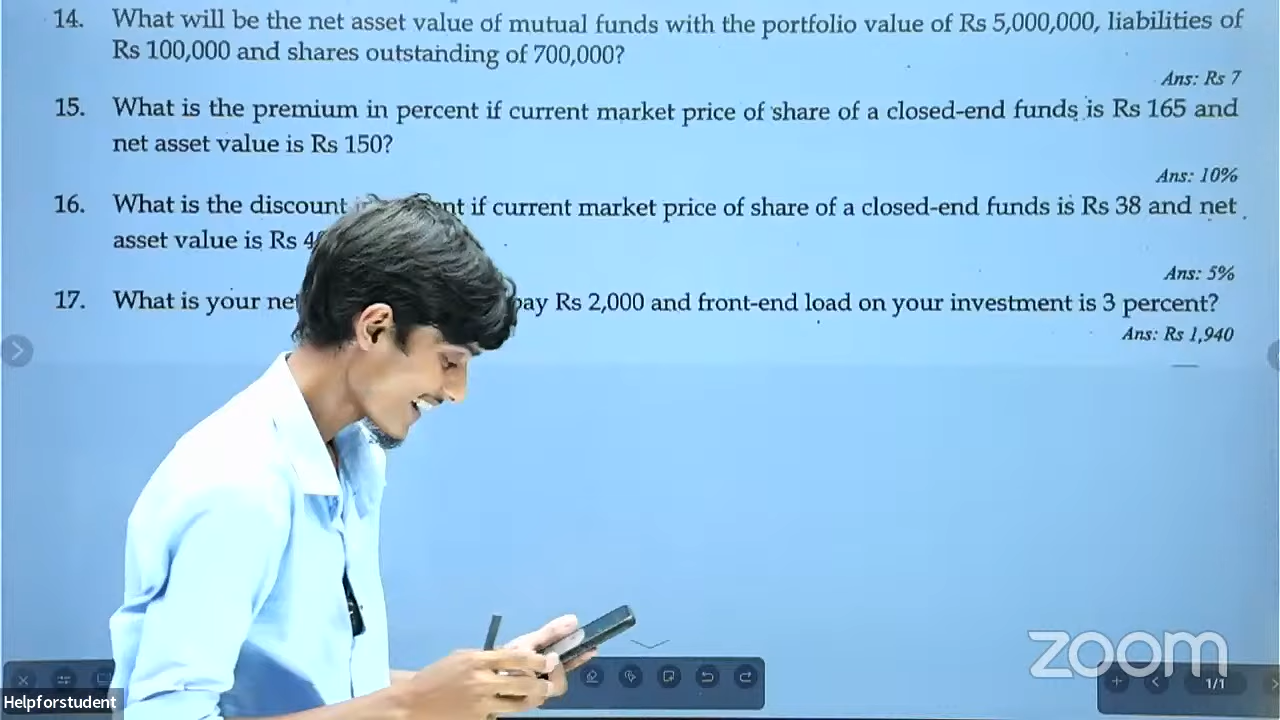 14. What will be the net asset value of mutual funds with the portfolio value of Rs 5,000,000, liabilities of
Rs 100,000 and shares outstanding of 700,000?
Ans: Rs 7
15. What is the premium in percent if current market price of share of a closed-end funds is Rs 165 and
net asset value is Rs 150?
Ans: 10%
16. What is the discount if current market price of share of a closed-end funds is Rs 38 and net
asset value is Rs
Ans: 5%
17. What is your pay Rs 2,000 and front-end load on your investment is 3 percent?
Ans: Rs 1,940
zoom
1/1
Helpforstudent